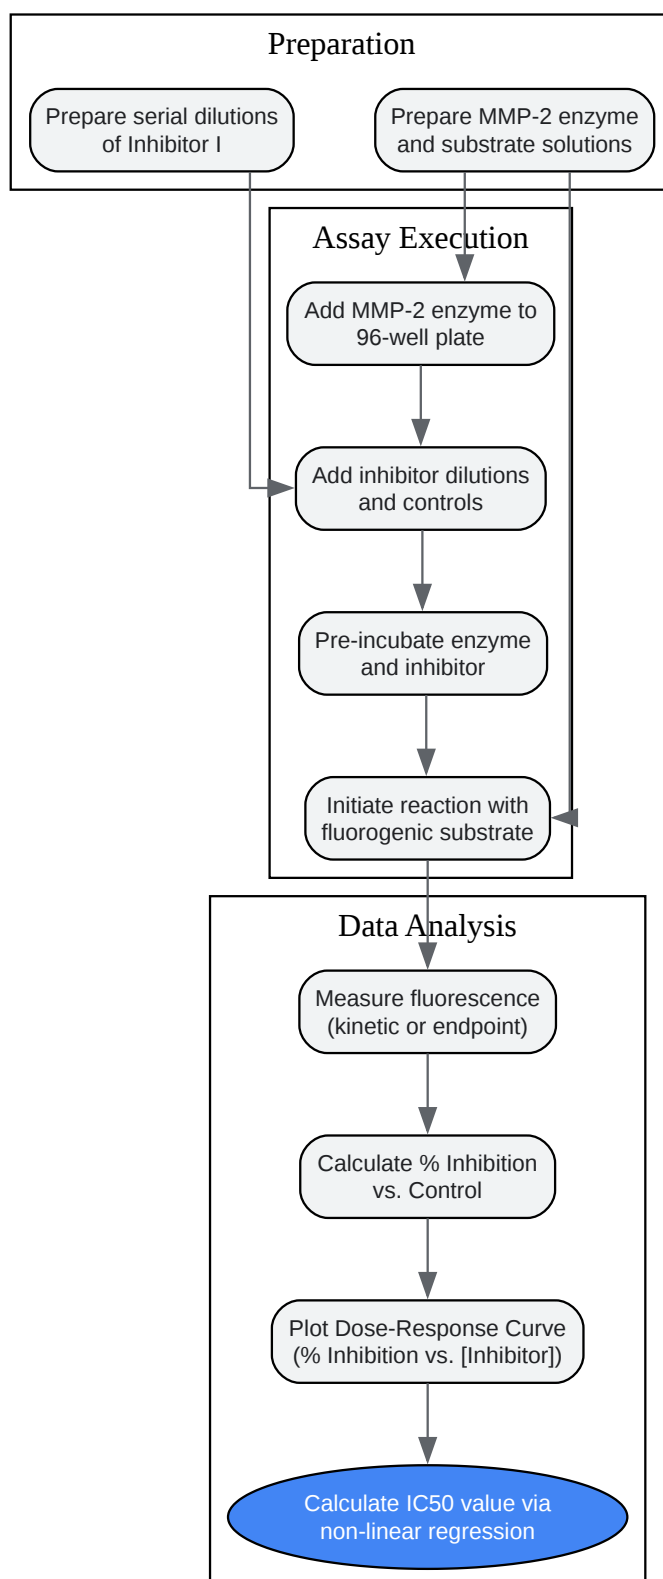 Preparation
Prepare serial dilutions
of Inhibitor I
Prepare MMP-2 enzyme
and substrate solutions
Assay Execution
Add MMP-2 enzyme to
96-well plate
Add inhibitor dilutions
and controls
Pre-incubate enzyme
and inhibitor
Initiate reaction with
fluorogenic substrate
Data Analysis
Measure fluorescence
(kinetic or endpoint)
Calculate % Inhibition
vs. Control
Plot Dose-Response Curve
(% Inhibition vs. [Inhibitor])
Calculate IC50 value via
non-linear regression